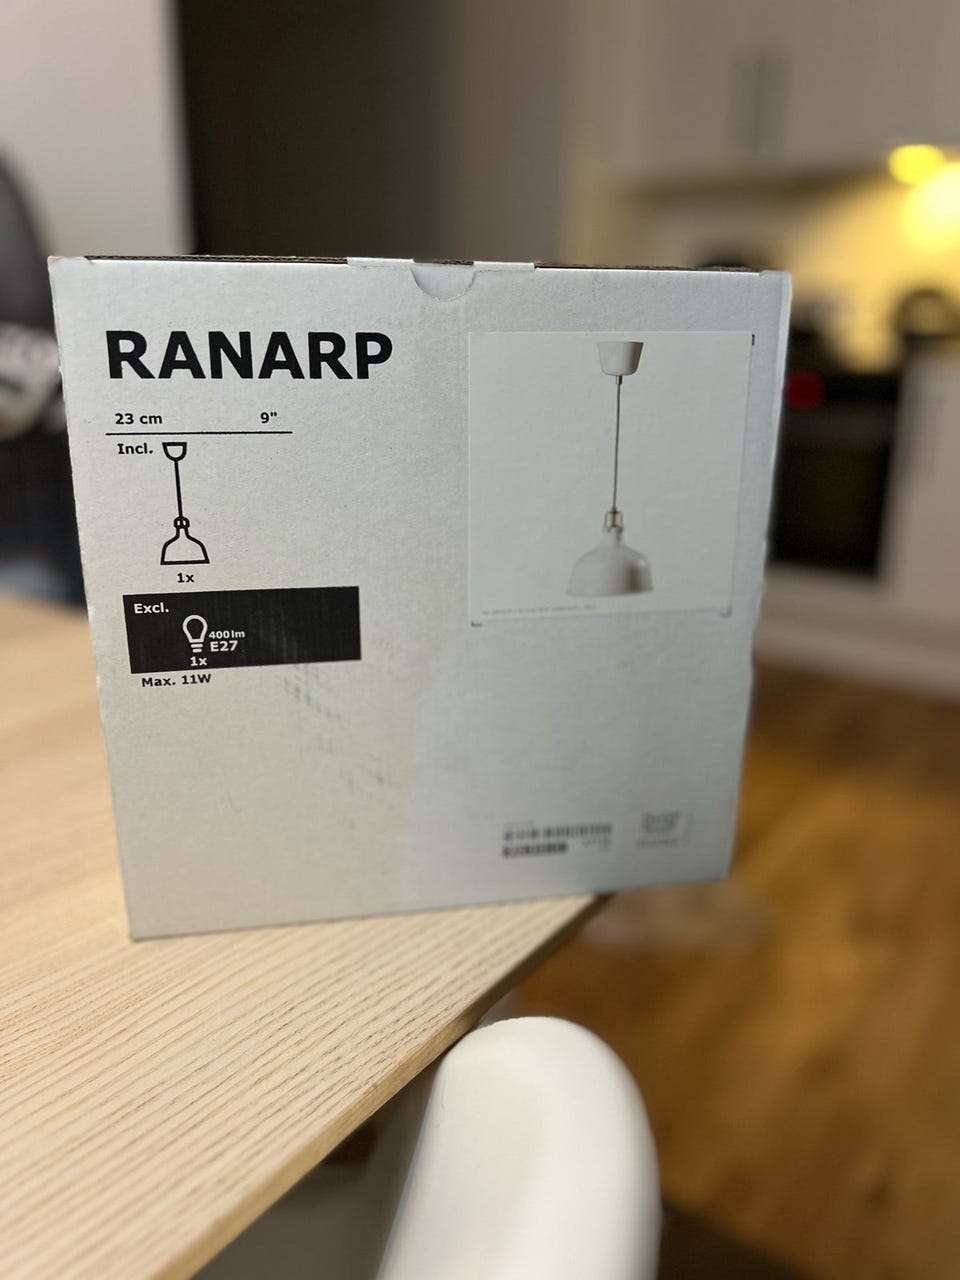 RANARP
23 cm 9"
Incl.
1x
Excl.
400lm
E27
1x
Max. 11W